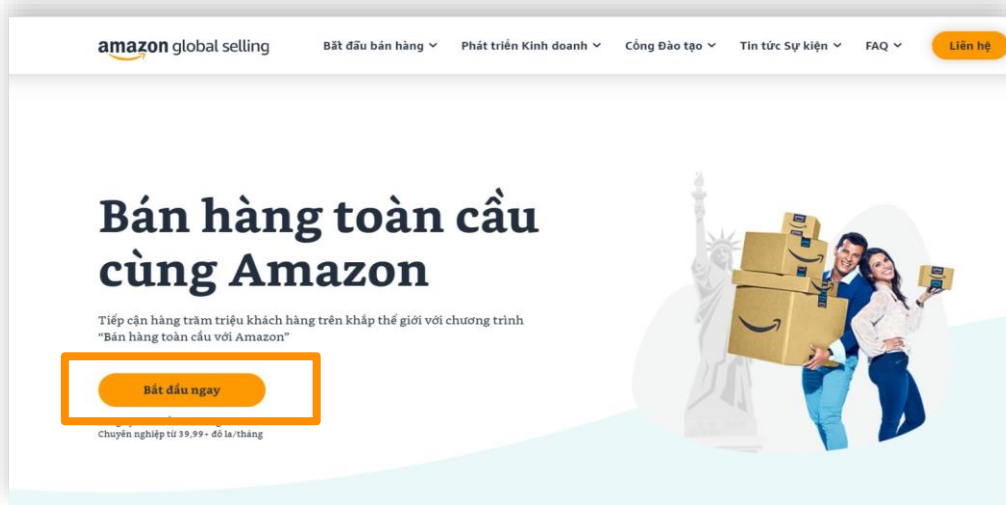 amazon global selling
Bắt đầu bán hàng
Phát triển Kinh doanh
Cổng Đào tạo
Tin tức Sự kiện
FAQ
Liên hệ
Bán hàng toàn cầu
cùng Amazon
Tiếp cận hàng trăm triệu khách hàng trên khắp thế giới với chương trình
“Bán hàng toàn cầu với Amazon”
Bắt đầu ngay
Chuyên nghiệp từ 39,99+ đô la/tháng